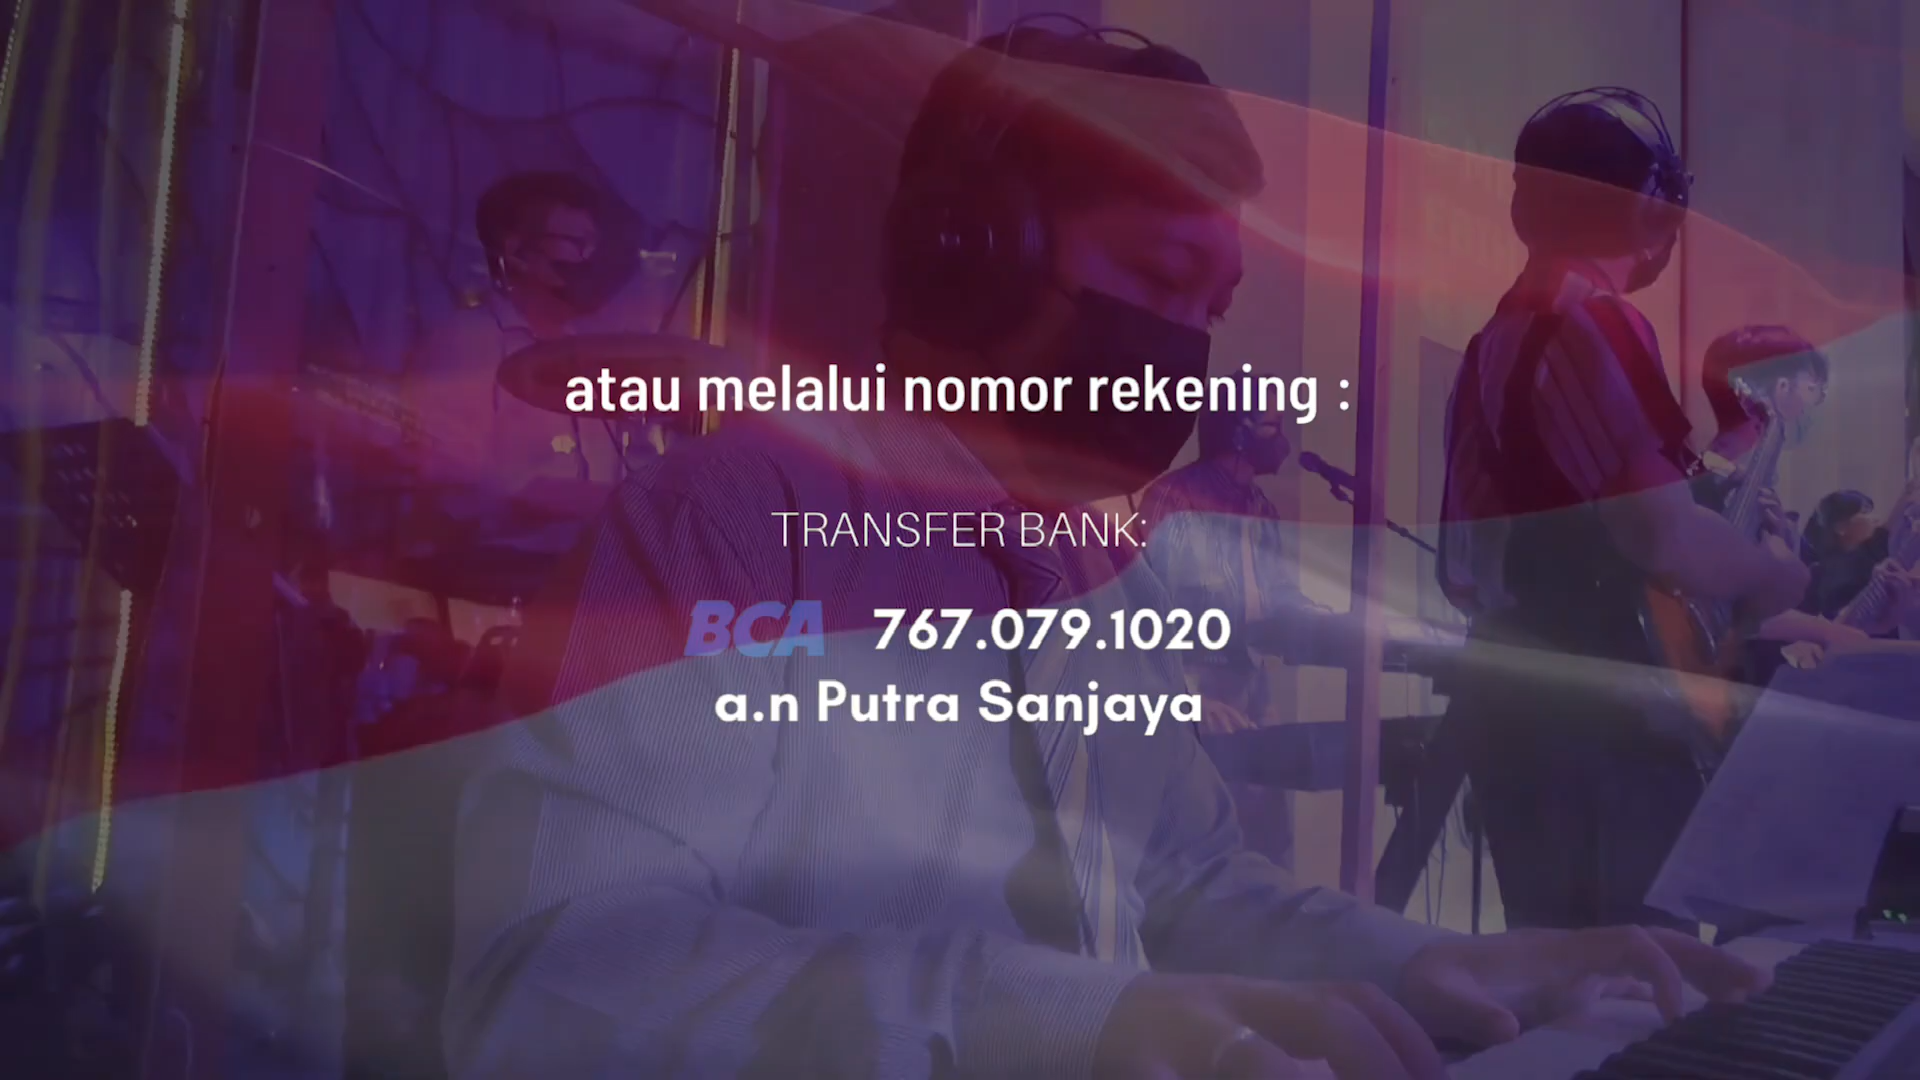 atau melalui nomor rekening :
TRANSFER BANK:
BCA 767.079.1020
a.n Putra Sanjaya